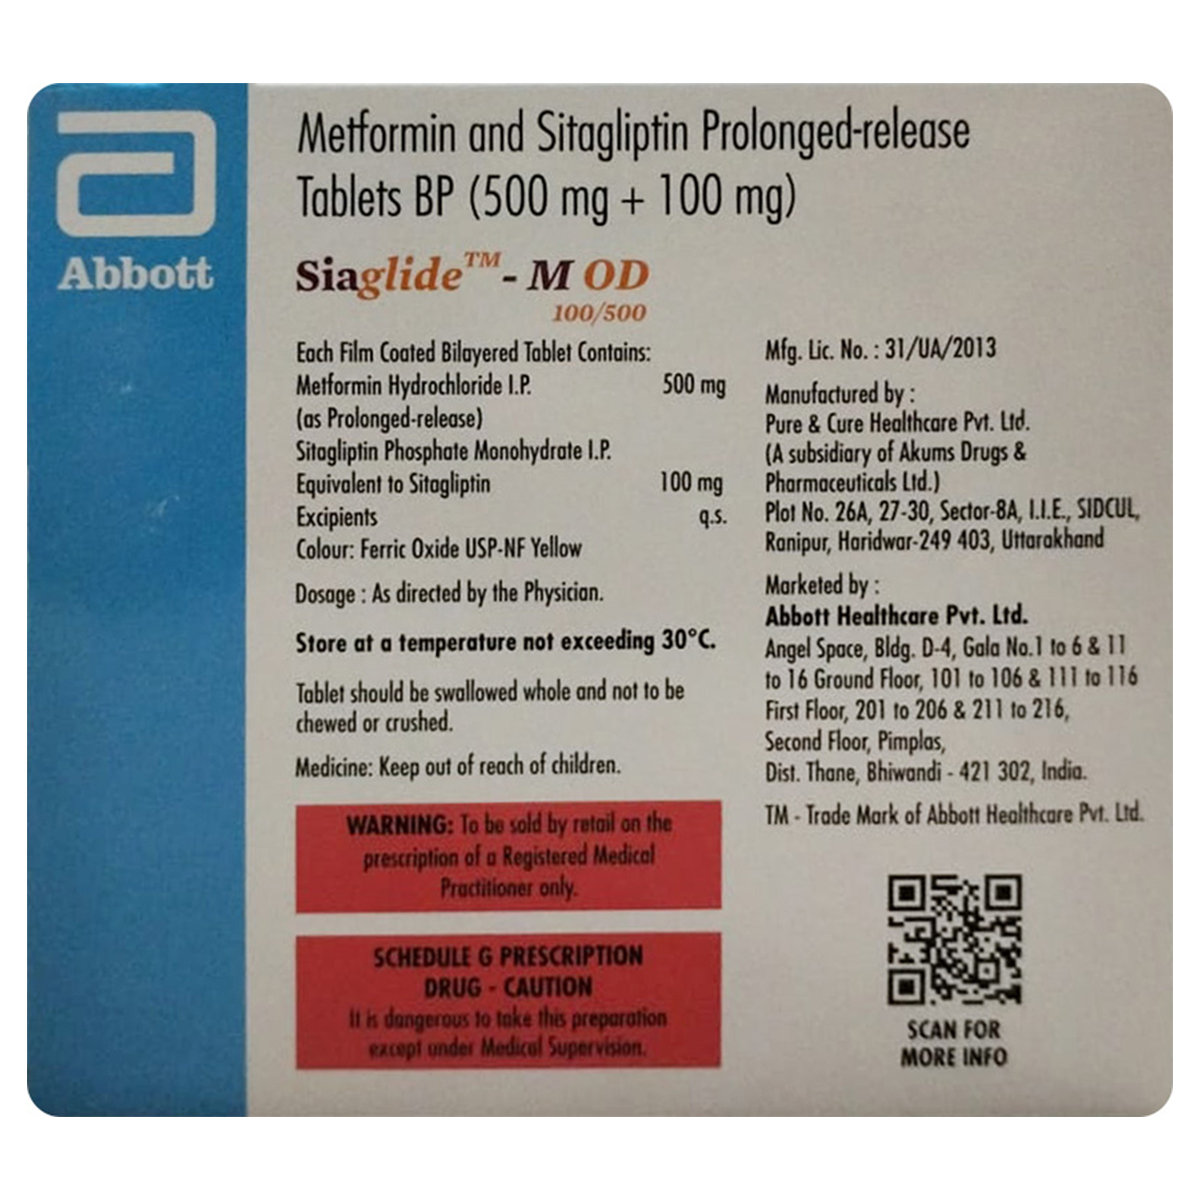 Abbott
Metformin and Sitagliptin Prolonged-release
Tablets BP (500 mg + 100 mg)
Siaglide™ - M OD
100/500
Each Film Coated Bilayered Tablet Contains:
Metformin Hydrochloride I.P. 500 mg
(as Prolonged-release)
Sitagliptin Phosphate Monohydrate I.P.
Equivalent to Sitagliptin 100 mg
Excipients q.s.
Colour: Ferric Oxide USP-NF Yellow
Dosage : As directed by the Physician.
Store at a temperature not exceeding 30°C.
Tablet should be swallowed whole and not to be
chewed or crushed.
Medicine: Keep out of reach of children.
WARNING: To be sold by retail on the
prescription of a Registered Medical
Practitioner only.
SCHEDULE G PRESCRIPTION
DRUG - CAUTION
It is dangerous to take this preparation
except under Medical Supervision.
Mfg. Lic. No. : 31/UA/2013
Manufactured by :
Pure & Cure Healthcare Pvt. Ltd.
(A subsidiary of Akums Drugs &
Pharmaceuticals Ltd.)
Plot No. 26A, 27-30, Sector-8A, I.I.E., SIDCUL,
Ranipur, Haridwar-249 403, Uttarakhand
Marketed by :
Abbott Healthcare Pvt. Ltd.
Angel Space, Bldg. D-4, Gala No.1 to 6 & 11
to 16 Ground Floor, 101 to 106 & 111 to 116
First Floor, 201 to 206 & 211 to 216,
Second Floor, Pimplas,
Dist. Thane, Bhiwandi - 421 302, India.
TM - Trade Mark of Abbott Healthcare Pvt. Ltd.
SCAN FOR
MORE INFO